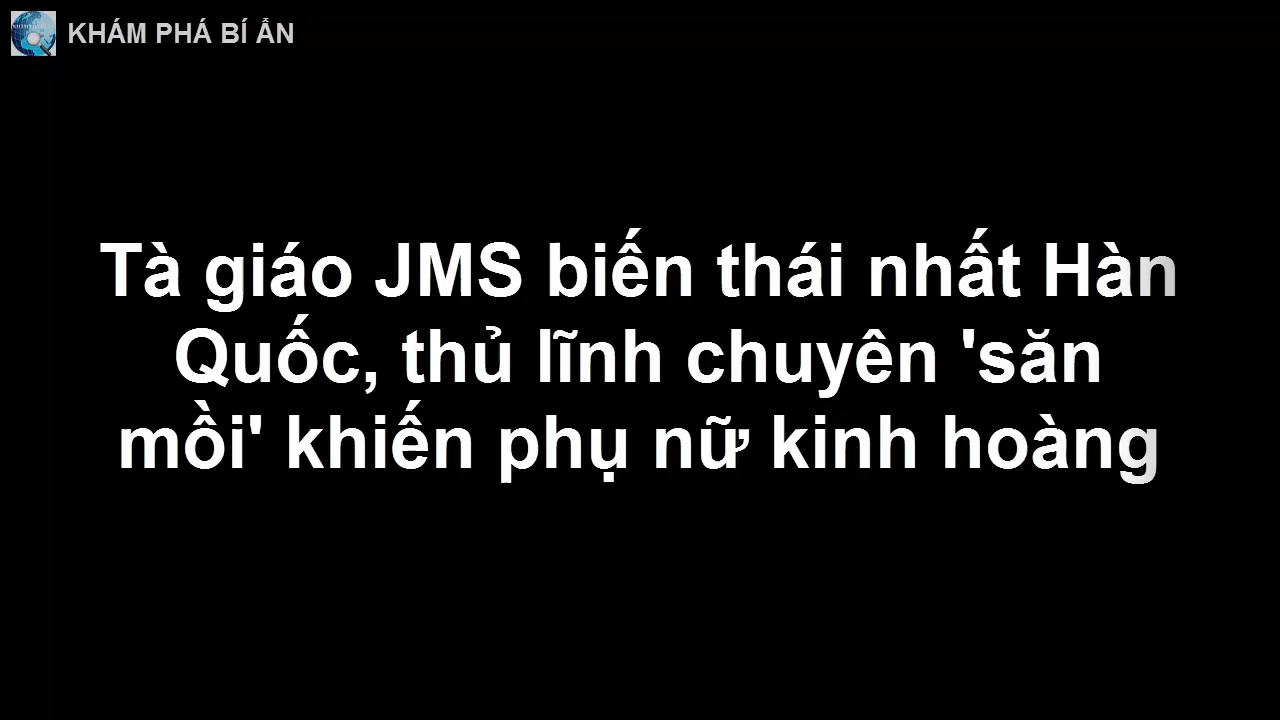 KHÁM PHÁ BÍ ẨN
Tà giáo JMS biến thái nhất Hàn
Quốc, thủ lĩnh chuyên 'săn
mồi' khiến phụ nữ kinh hoàng